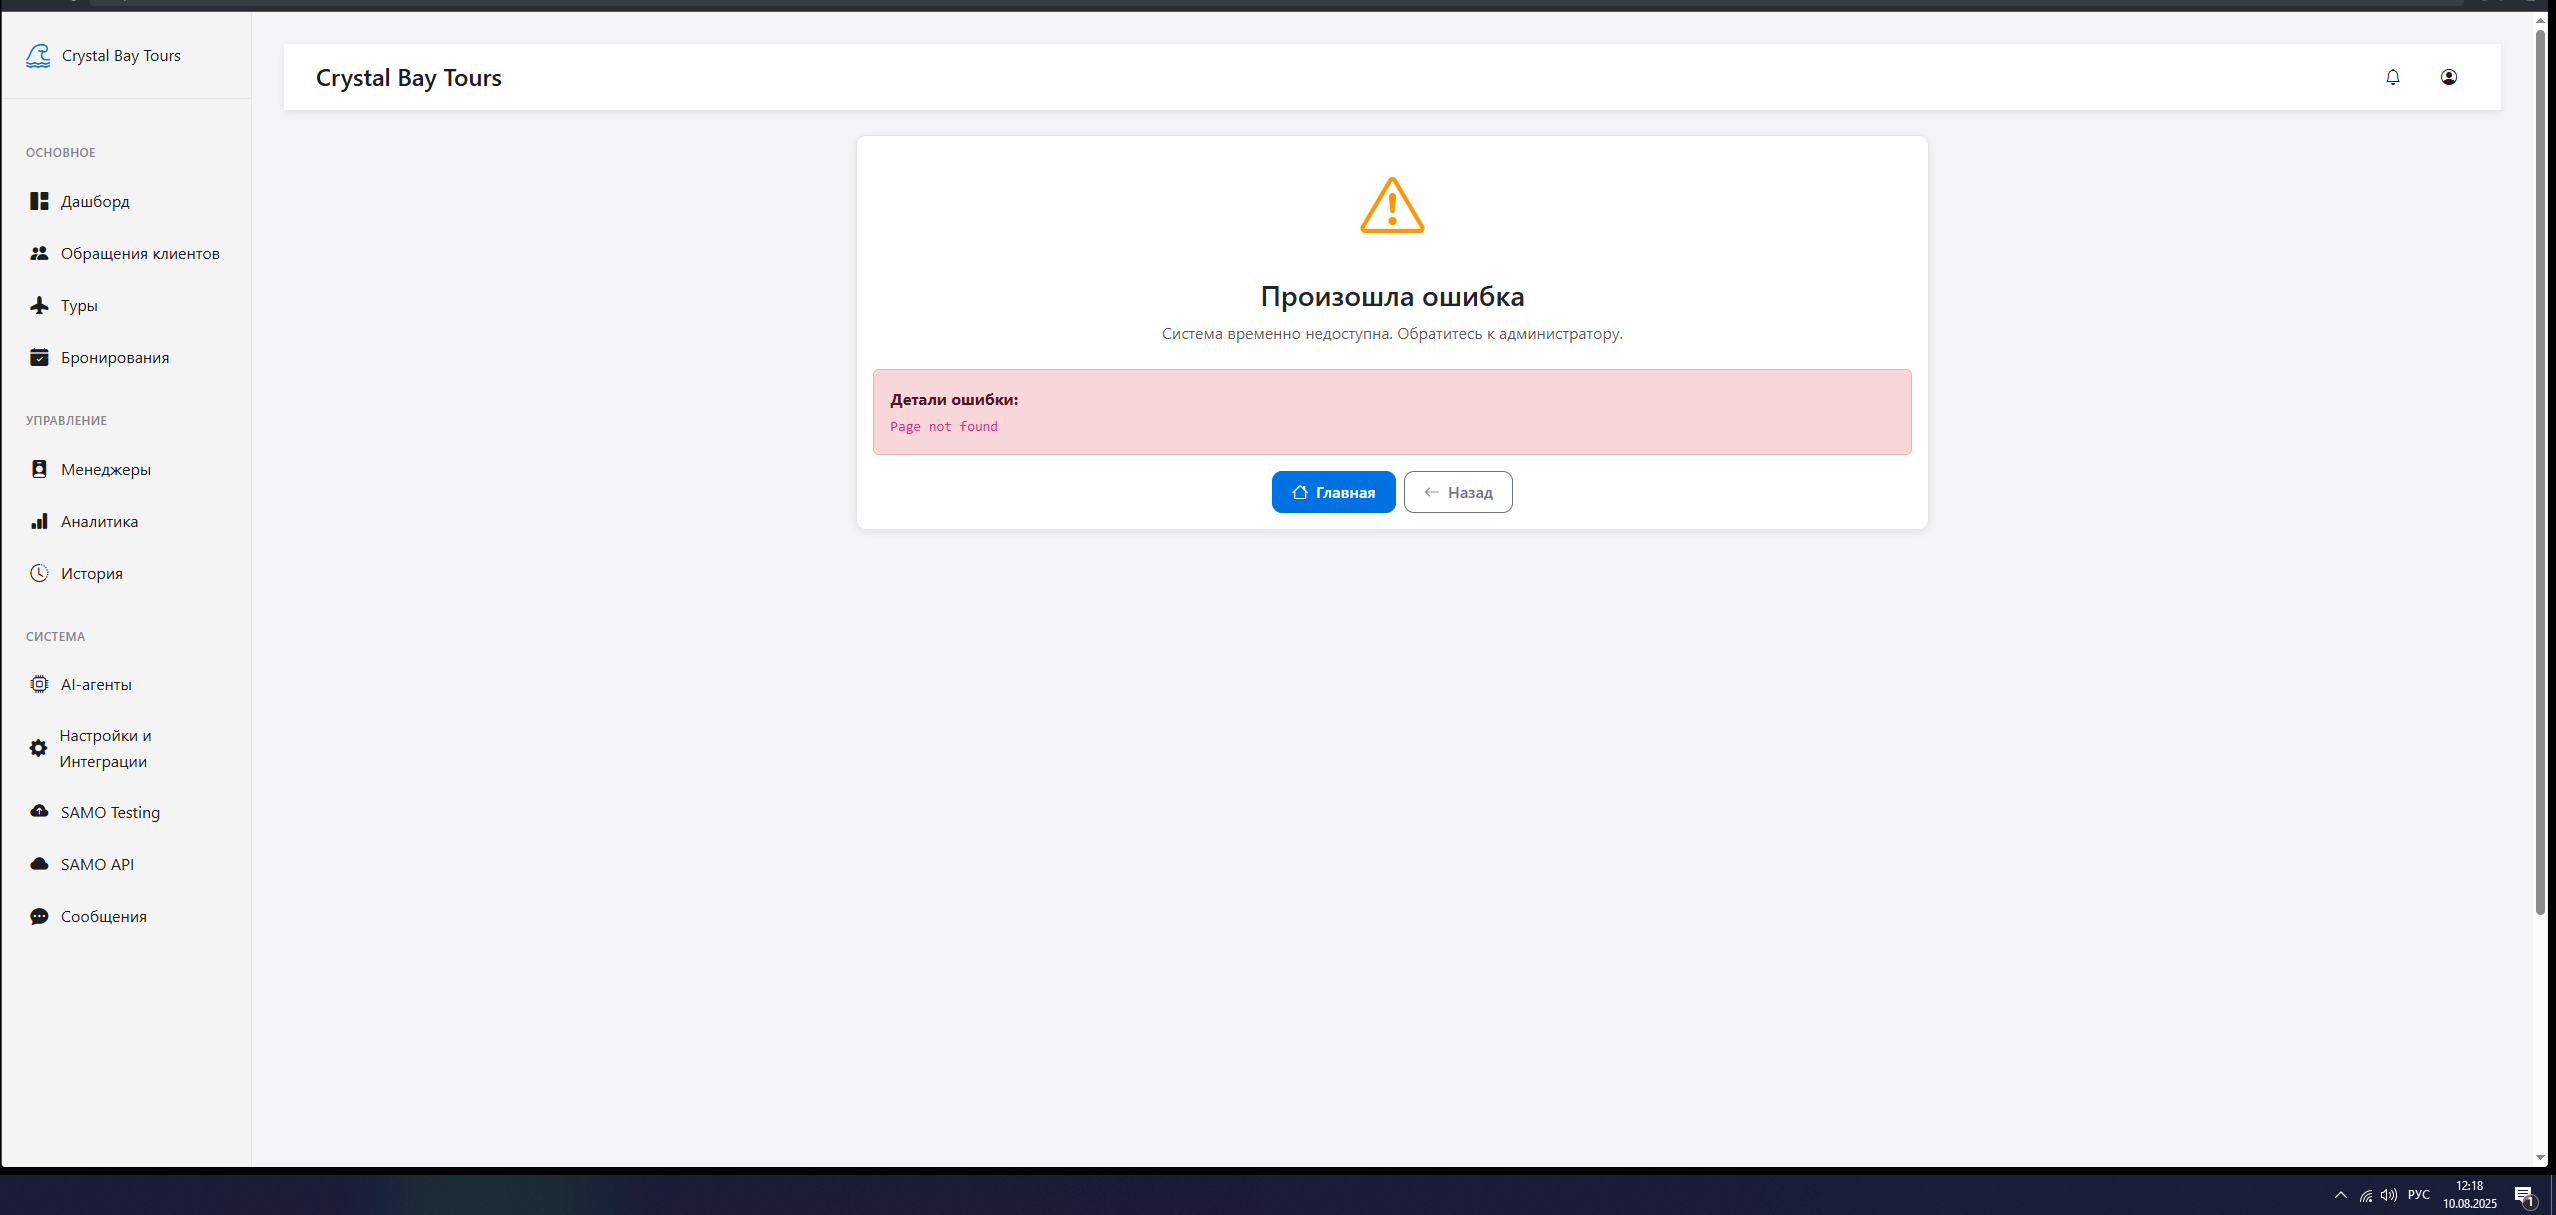 Crystal Bay Tours
ОСНОВНОЕ
Дашборд
Обращения клиентов
Туры
Бронирования
УПРАВЛЕНИЕ
Менеджеры
Аналитика
История
СИСТЕМА
AI-агенты
Настройки и
Интеграции
SAMO Testing
SAMO API
Сообщения
Crystal Bay Tours
Произошла ошибка
Система временно недоступна. Обратитесь к администратору.
Детали ошибки:
Page not found
Главная
Назад
РУС
12:18
10.08.2025
1